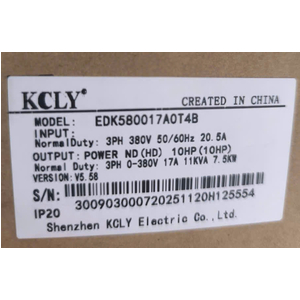 KCLY® CREATED IN CHINA
MODEL: EDK580017A0T4B
INPUT:
NormalDuty: 3PH 380V 50/60Hz 20.5A
OUTPUT: POWER ND(HD) 10HP(10HP)
Normal Duty: 3PH 0-380V 17A 11KVA 7.5KW
VERSION: V5.58
S/N:
300903000720251120H125554
IP20
Shenzhen KCLY Electric Co.,Ltd.